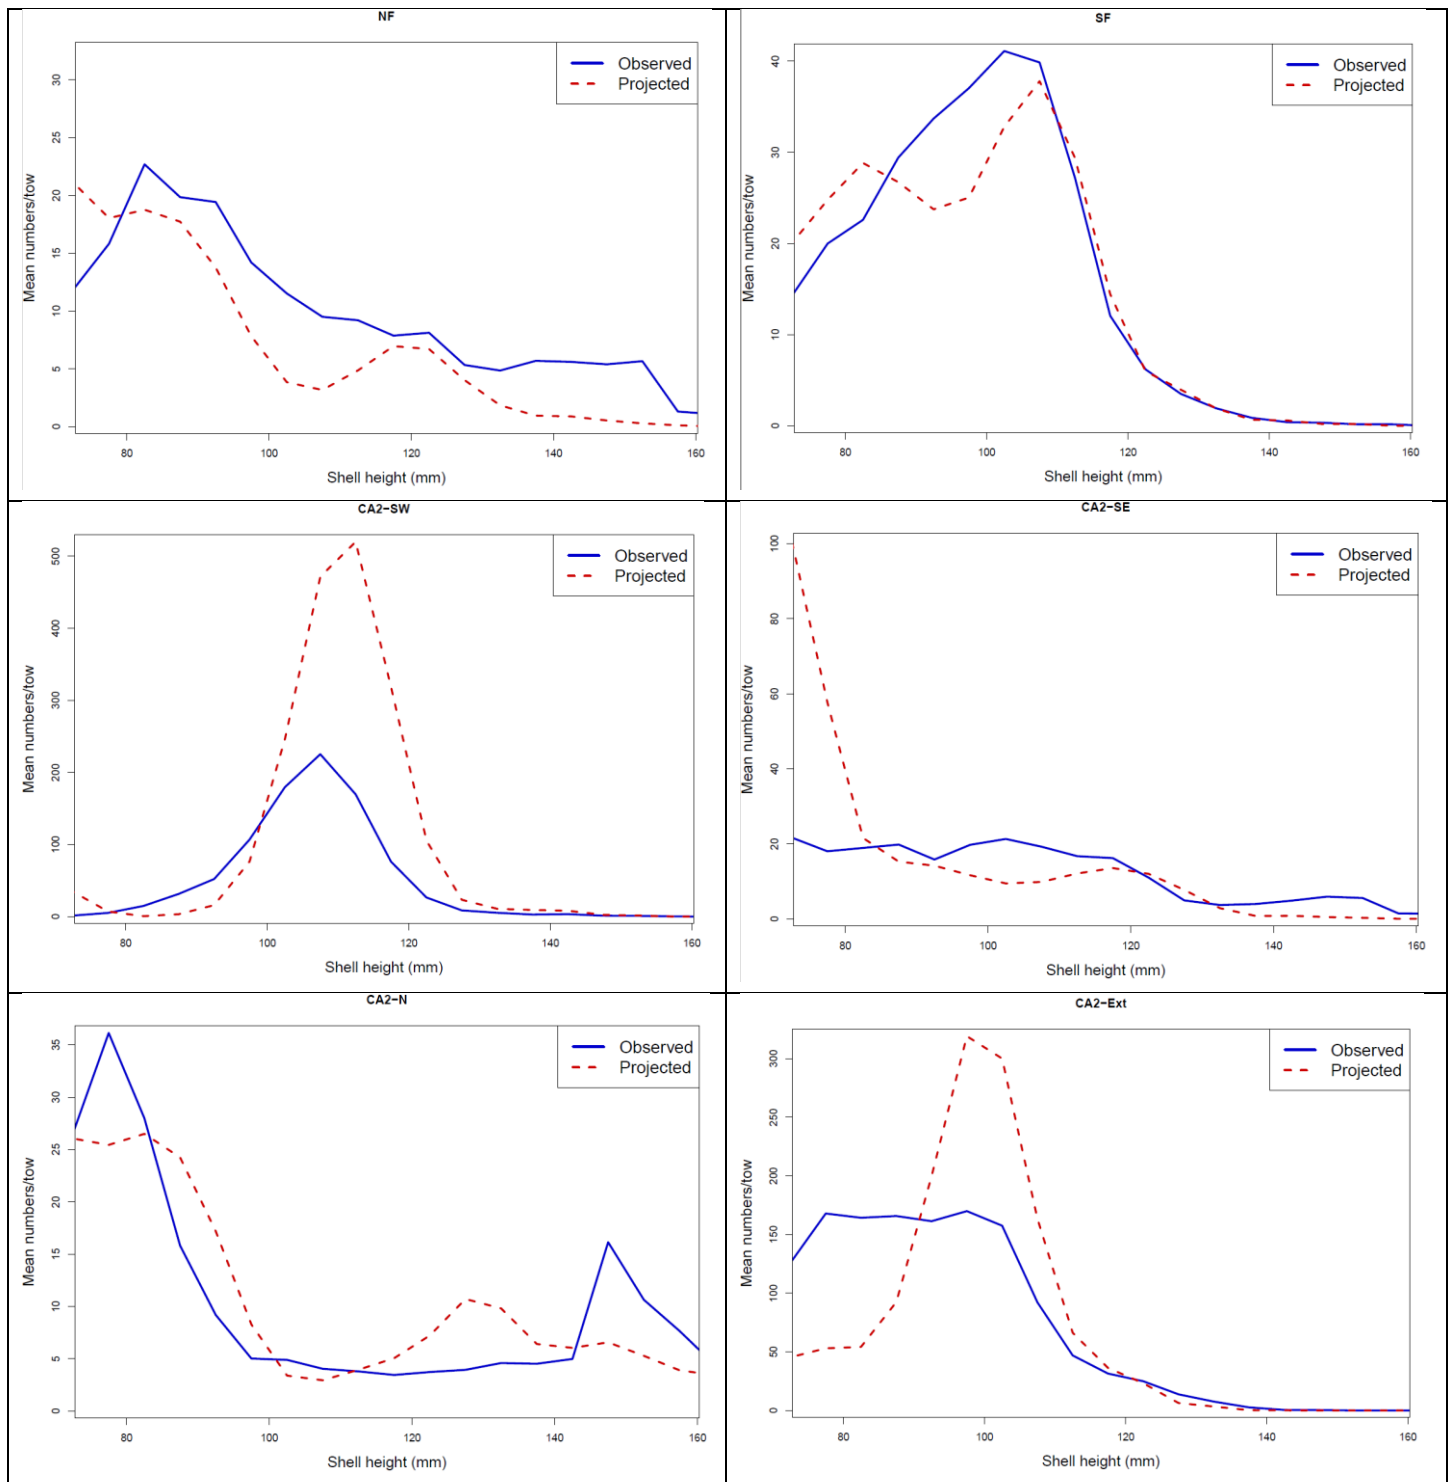 NF
Observed
Projected
30
25
20
15
10
5
0
Mean numbers/tow
80 100 120 140 160
Shell height (mm)
SF
Observed
Projected
40
30
20
10
0
Mean numbers/tow
80 100 120 140 160
Shell height (mm)
CA2−SW
Observed
Projected
500
400
300
200
100
0
Mean numbers/tow
80 100 120 140 160
Shell height (mm)
CA2−SE
Observed
Projected
100
80
60
40
20
0
Mean numbers/tow
80 100 120 140 160
Shell height (mm)
CA2−N
Observed
Projected
35
30
25
20
15
10
5
0
Mean numbers/tow
80 100 120 140 160
Shell height (mm)
CA2−Ext
Observed
Projected
300
250
200
150
100
50
0
Mean numbers/tow
80 100 120 140 160
Shell height (mm)